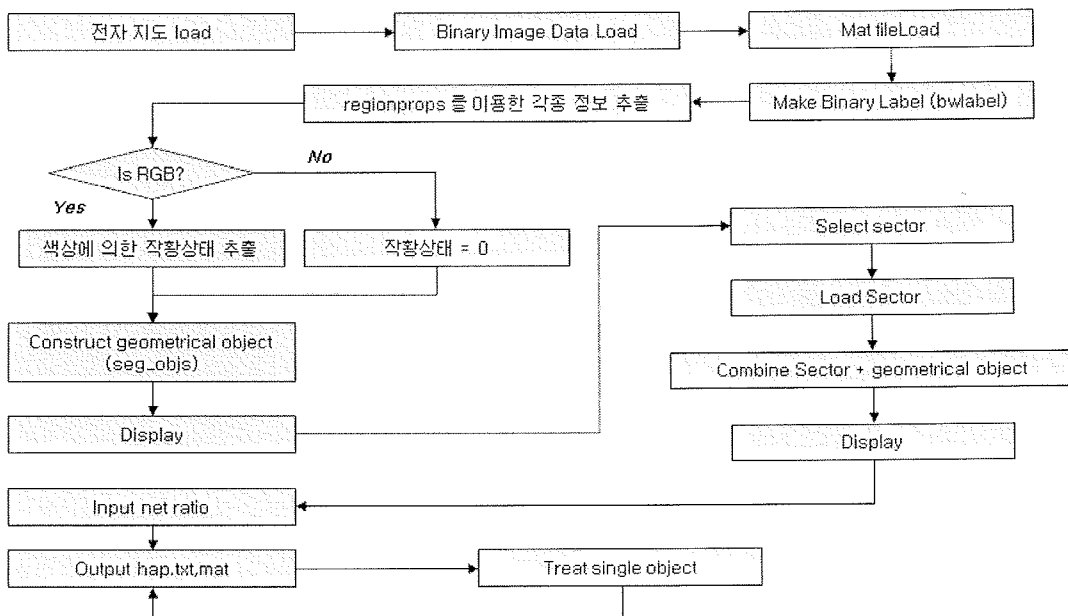 전자 지도 load
Binary Image Data Load
Mat fileLoad
Make Binary Label (bwlabel)
regionprops 를 이용한 각종 정보 추출
Is RGB?
No
Yes
색상에 의한 작황상태 추출
작황상태 = 0
Construct geometrical object
(seg_objs)
Display
Select sector
Load Sector
Combine Sector + geometrical object
Display
Input net ratio
Output hap.txt,mat
Treat single object